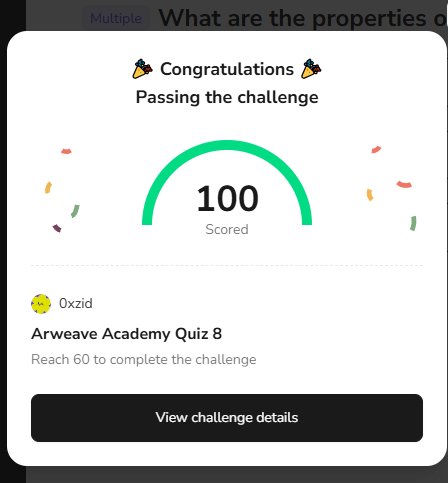 Multiple What are the properties o
🎉 Congratulations 🎉
Passing the challenge
100
Scored
0xzid
Arweave Academy Quiz 8
Reach 60 to complete the challenge
View challenge details